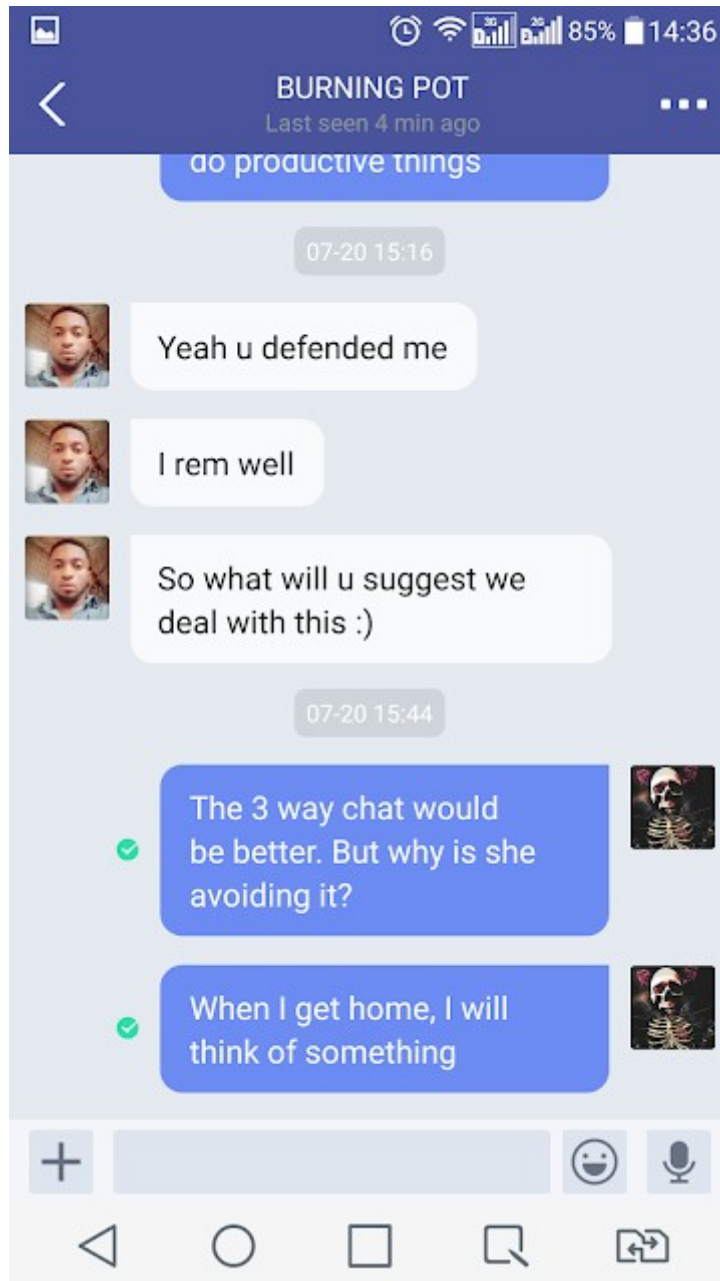 85% 14:36
BURNING POT
Last seen 4 min ago
do productive things
07-20 15:16
Yeah u defended me
I rem well
So what will u suggest we
deal with this :)
07-20 15:44
The 3 way chat would
be better. But why is she
avoiding it?
When I get home, I will
think of something